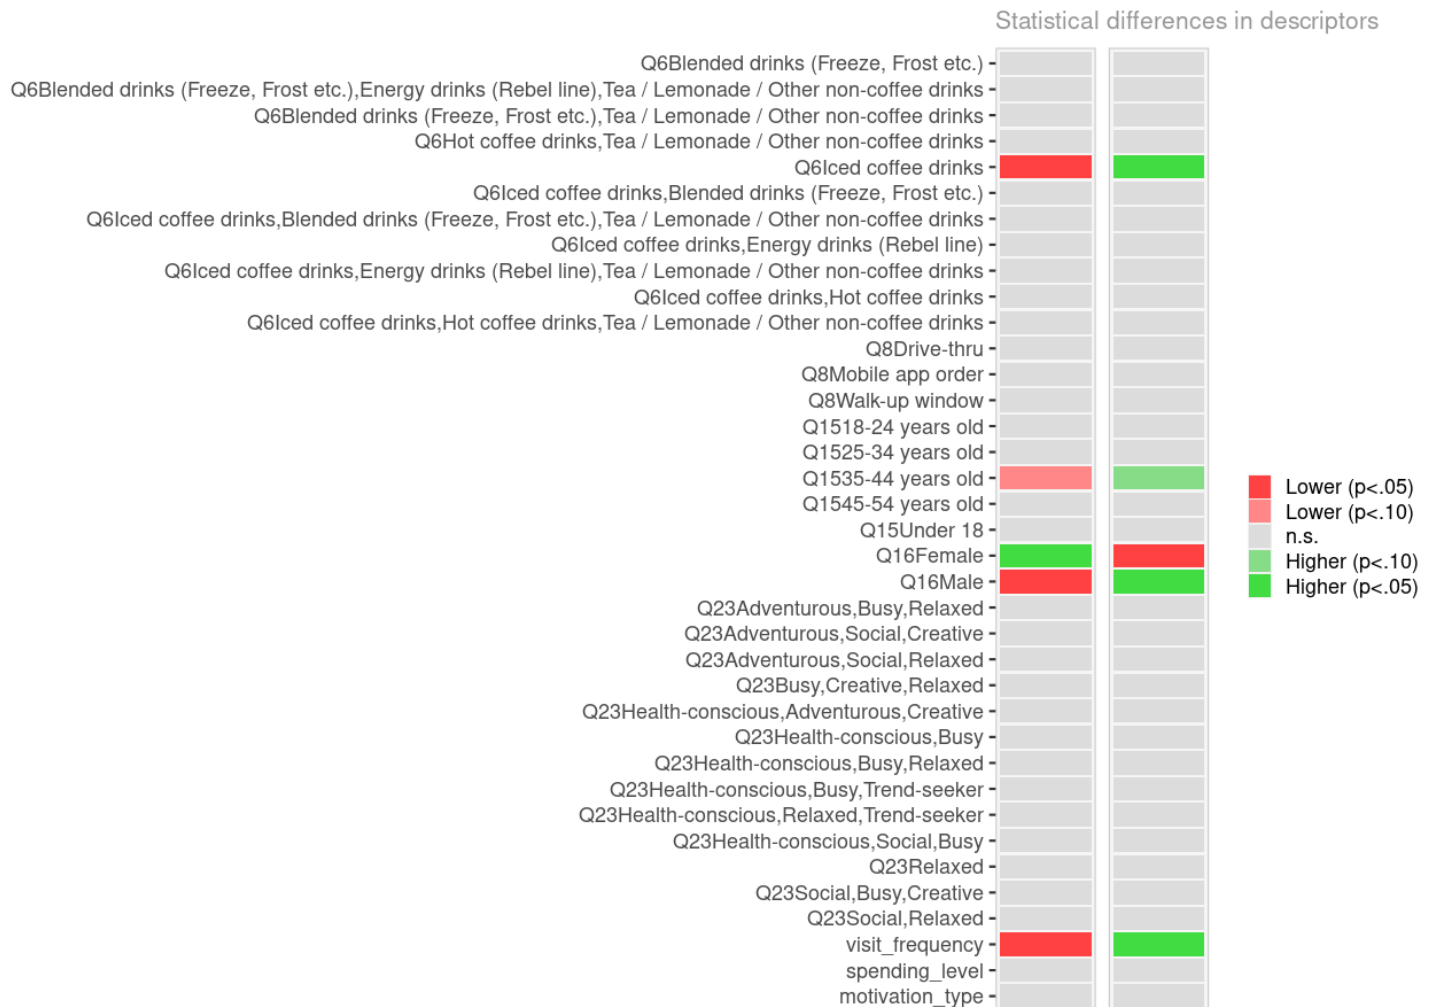 Statistical differences in descriptors
Q6Blended drinks (Freeze, Frost etc.)
Q6Blended drinks (Freeze, Frost etc.),Energy drinks (Rebel line),Tea / Lemonade / Other non-coffee drinks
Q6Blended drinks (Freeze, Frost etc.),Tea / Lemonade / Other non-coffee drinks
Q6Hot coffee drinks,Tea / Lemonade / Other non-coffee drinks
Q6Iced coffee drinks
Q6Iced coffee drinks,Blended drinks (Freeze, Frost etc.)
Q6Iced coffee drinks,Blended drinks (Freeze, Frost etc.),Tea / Lemonade / Other non-coffee drinks
Q6Iced coffee drinks,Energy drinks (Rebel line)
Q6Iced coffee drinks,Energy drinks (Rebel line),Tea / Lemonade / Other non-coffee drinks
Q6Iced coffee drinks,Hot coffee drinks
Q6Iced coffee drinks,Hot coffee drinks,Tea / Lemonade / Other non-coffee drinks
Q8Drive-thru
Q8Mobile app order
Q8Walk-up window
Q1518-24 years old
Q1525-34 years old
Q1535-44 years old
Q1545-54 years old
Q15Under 18
Q16Female
Q16Male
Q23Adventurous,Busy,Relaxed
Q23Adventurous,Social,Creative
Q23Adventurous,Social,Relaxed
Q23Busy,Creative,Relaxed
Q23Health-conscious,Adventurous,Creative
Q23Health-conscious,Busy
Q23Health-conscious,Busy,Relaxed
Q23Health-conscious,Busy,Trend-seeker
Q23Health-conscious,Relaxed,Trend-seeker
Q23Health-conscious,Social,Busy
Q23Relaxed
Q23Social,Busy,Creative
Q23Social,Relaxed
visit_frequency
spending_level
motivation_type
Lower (p<.05)
Lower (p<.10)
n.s.
Higher (p<.10)
Higher (p<.05)